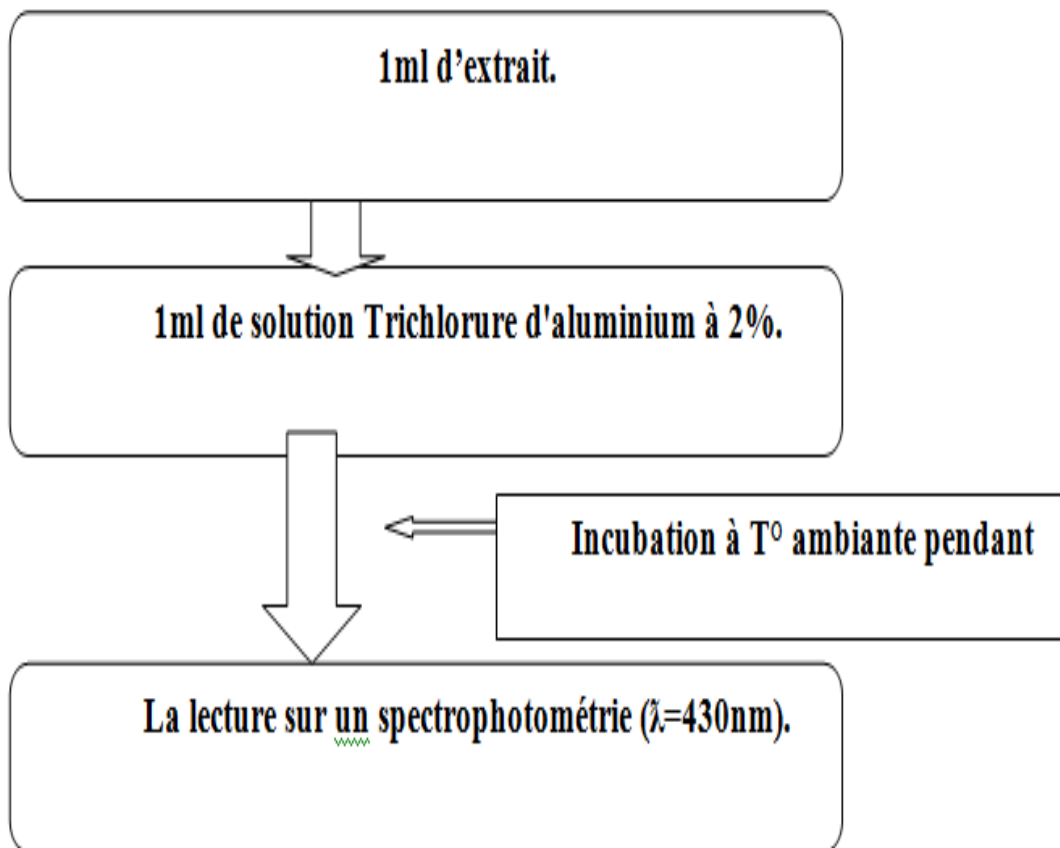 1ml d’extrait.
1ml de solution Trichlorure d'aluminium à 2%.
Incubation à T° ambiante pendant
La lecture sur un spectrophotométrie (λ=430nm).